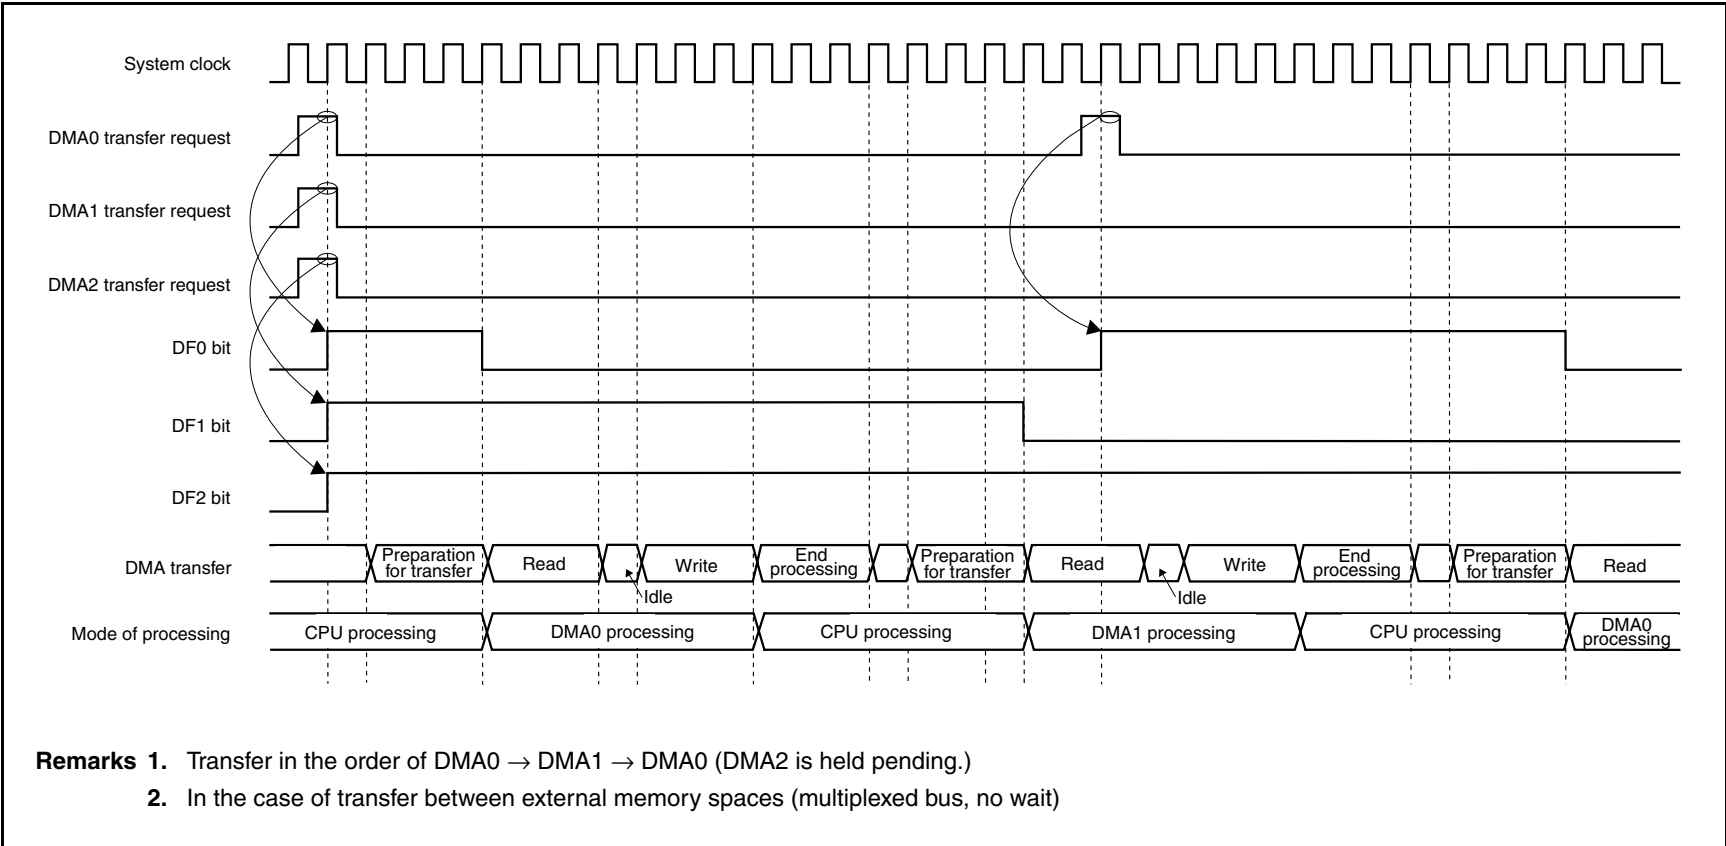 System clock
DMA0 transfer request
DMA1 transfer request
DMA2 transfer request
DF0 bit
DF1 bit
DF2 bit
DMA transfer
Preparation
for transfer
Read
Idle
Write
End
processing
Preparation
for transfer
Read
Idle
Write
End
processing
Preparation
for transfer
Read
Mode of processing
CPU processing
DMA0 processing
CPU processing
DMA1 processing
CPU processing
DMA0
processing
Remarks 1. Transfer in the order of DMA0 → DMA1 → DMA0 (DMA2 is held pending.)
2. In the case of transfer between external memory spaces (multiplexed bus, no wait)